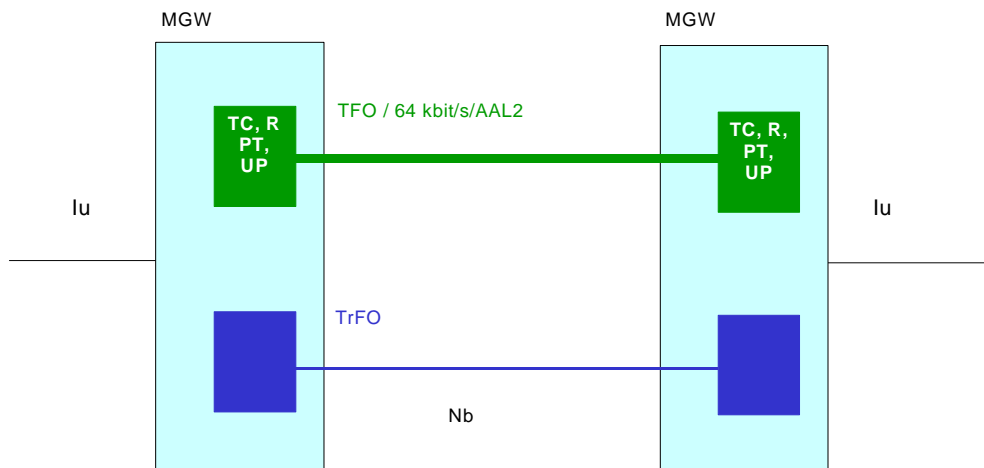 MGW
MGW
TFO / 64 kbit/s/AAL2
TC, R
PT,
UP
TC, R,
PT,
UP
Iu
Iu
TrFO
Nb